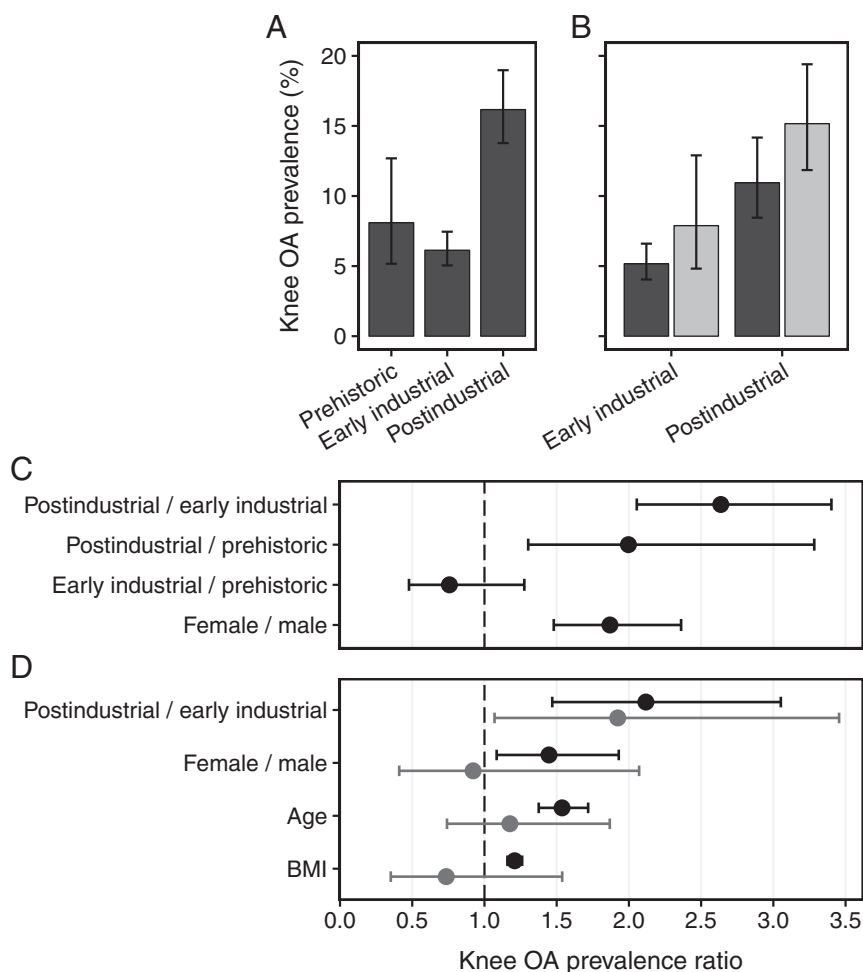 A
B
Knee OA prevalence (%)
20
15
10
5
0
Prehistoric
Early industrial
Postindustrial
Early industrial
Postindustrial
C
Postindustrial / early industrial
Postindustrial / prehistoric
Early industrial / prehistoric
Female / male
D
Postindustrial / early industrial
Female / male
Age
BMI
0.0 0.5 1.0 1.5 2.0 2.5 3.0 3.5
Knee OA prevalence ratio